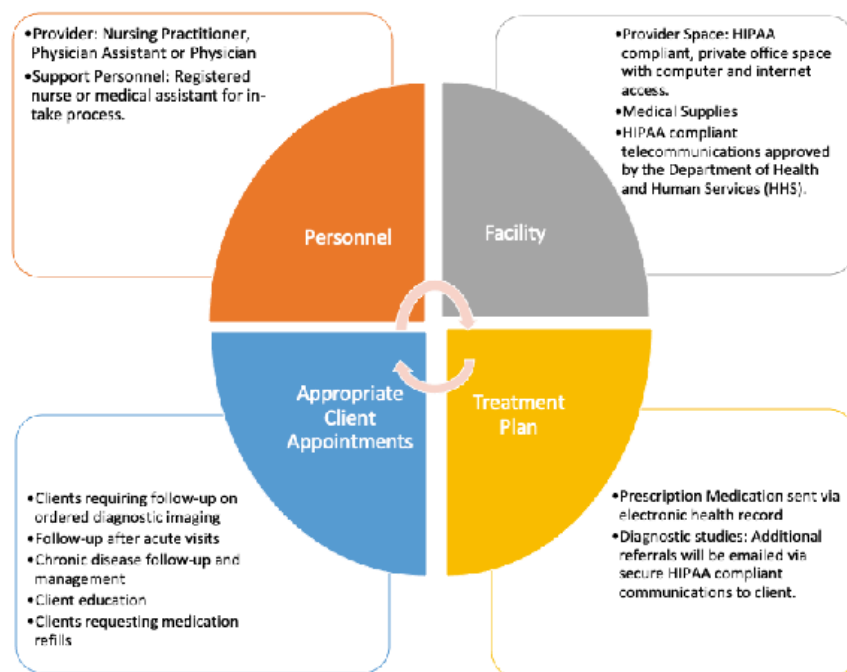 •Provider: Nursing Practitioner,
Physician Assistant or Physician
•Support Personnel: Registered
nurse or medical assistant for in-
take process.
•Provider Space: HIPAA
compliant, private office space
with computer and internet
access.
•Medical Supplies
•HIPAA compliant
telecommunications approved
by the Department of Health
and Human Services (HHS).
Personnel
Facility
Appropriate
Client
Appointments
Treatment
Plan
•Clients requiring follow-up on
ordered diagnostic imaging
•Follow-up after acute visits
•Chronic disease follow-up and
management
•Client education
•Clients requesting medication
refills
•Prescription Medication sent via
electronic health record
•Diagnostic studies: Additional
referrals will be emailed via
secure HIPAA compliant
communications to client.